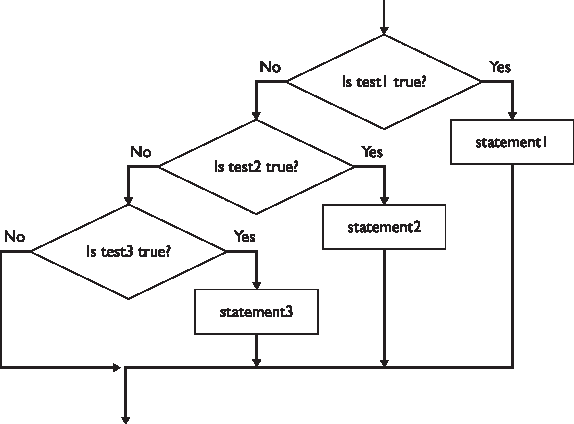 No
Is test1 true?
Yes
statement1
No
Is test2 true?
Yes
statement2
No
Is test3 true?
Yes
statement3